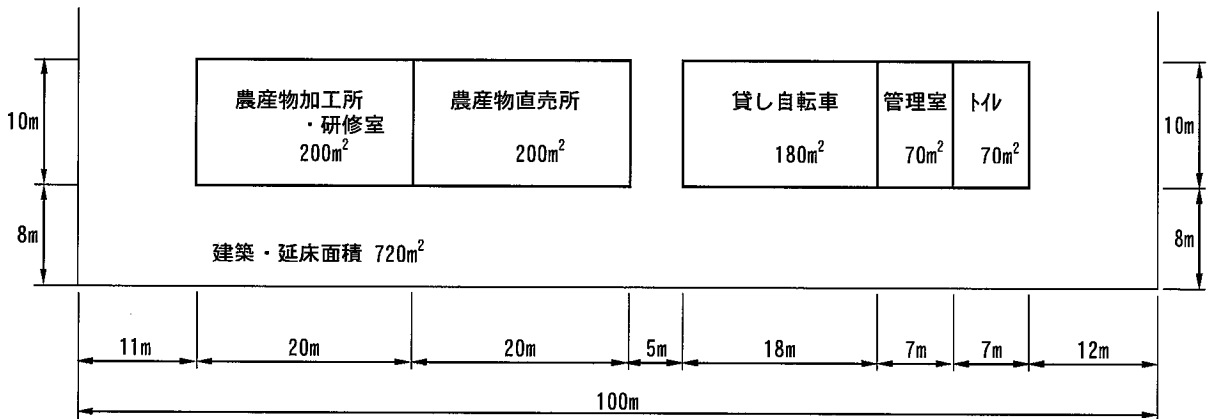 農産物加工所
・研修室
200m²
農産物直売所
200m²
貸し自転車
180m²
管理室
70m²
トイレ
70m²
10m
8m
10m
8m
建築・延床面積 720m²
11m
20m
20m
5m
18m
7m
7m
12m
100m